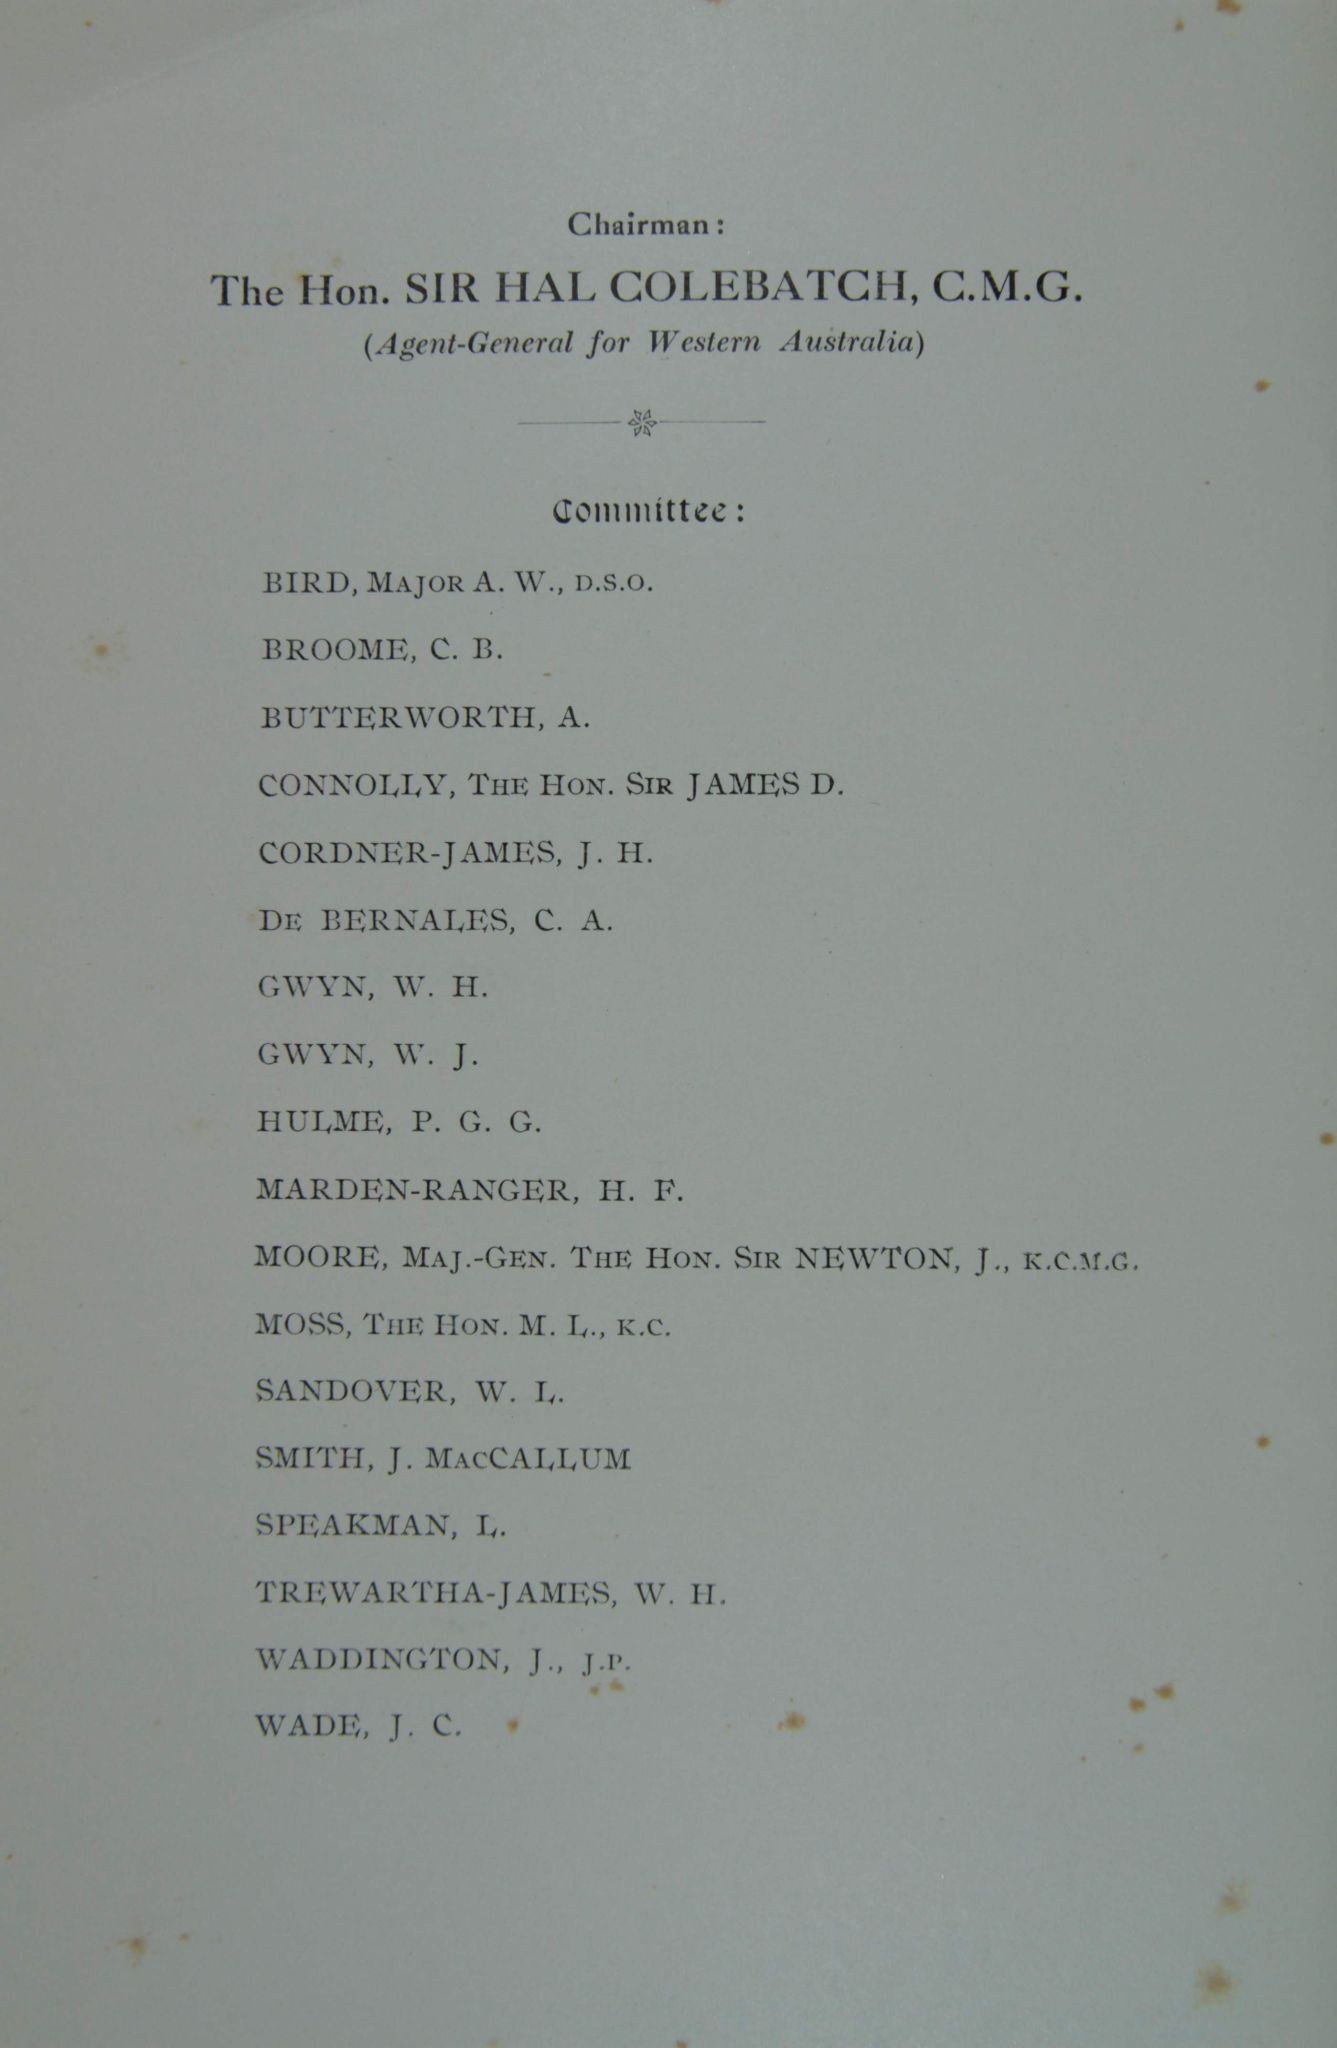 Chairman:
The Hon. SIR HAL COLEBATCH, C.M.G.
(Agent-General for Western Australia)
Committee:
BIRD, MAJOR A. W., D.S.O.
BROOME, C. B.
BUTTERWORTH, A.
CONNOLLY, THE HON. SIR JAMES D.
CORDNER-JAMES, J. H.
DE BERNALES, C. A.
GWYN, W. H.
GWYN, W. J.
HULME, P. G. G.
MARDEN-RANGER, H. F.
MOORE, MAJ.-GEN. THE HON. SIR NEWTON, J., K.C.M.G.
MOSS, THE HON. M. L., K.C.
SANDOVER, W. L.
SMITH, J. MACCALLUM
SPEAKMAN, L.
TREWARTHA-JAMES, W. H.
WADDINGTON, J., J.P.
WADE, J. C.